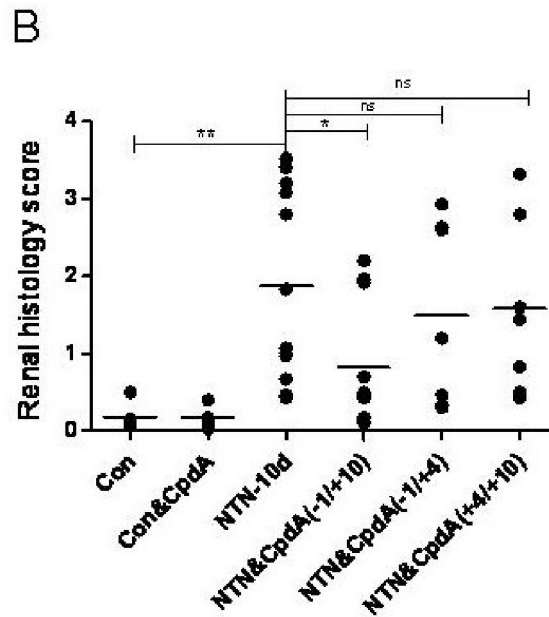 B
ns
ns
**
*
4
3
2
1
0
Renal histology score
Con
Con&CpdA
NTN-10d
NTN&CpdA(-1/+10)
NTN&CpdA(-1/+4)
NTN&CpdA(+4/+10)